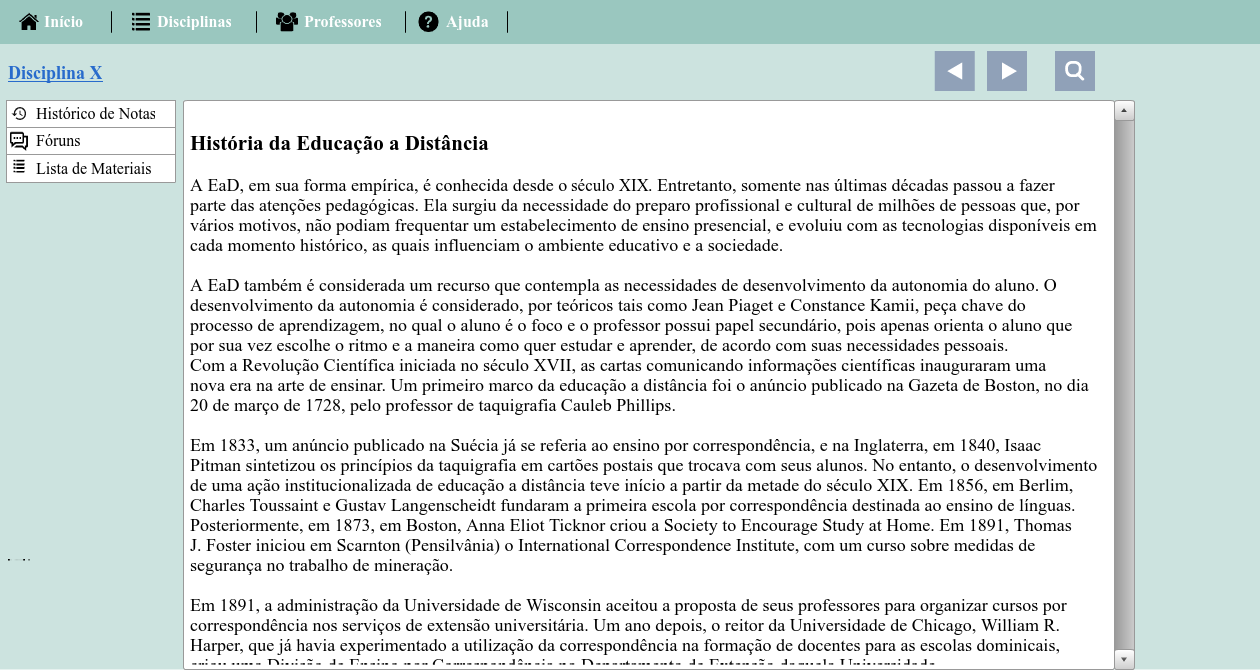 Início
Disciplinas
Professores
Ajuda
Disciplina X
Histórico de Notas
Fóruns
Lista de Materiais
História da Educação a Distância
A EaD, em sua forma empírica, é conhecida desde o século XIX. Entretanto, somente nas últimas décadas passou a fazer
parte das atenções pedagógicas. Ela surgiu da necessidade do preparo profissional e cultural de milhões de pessoas que, por
vários motivos, não podiam frequentar um estabelecimento de ensino presencial, e evoluiu com as tecnologias disponíveis em
cada momento histórico, as quais influenciam o ambiente educativo e a sociedade.
A EaD também é considerada um recurso que contempla as necessidades de desenvolvimento da autonomia do aluno. O
desenvolvimento da autonomia é considerado, por teóricos tais como Jean Piaget e Constance Kamii, peça chave do
processo de aprendizagem, no qual o aluno é o foco e o professor possui papel secundário, pois apenas orienta o aluno que
por sua vez escolhe o ritmo e a maneira como quer estudar e aprender, de acordo com suas necessidades pessoais.
Com a Revolução Científica iniciada no século XVII, as cartas comunicando informações científicas inauguraram uma
nova era na arte de ensinar. Um primeiro marco da educação a distância foi o anúncio publicado na Gazeta de Boston, no dia
20 de março de 1728, pelo professor de taquigrafia Cauleb Phillips.
Em 1833, um anúncio publicado na Suécia já se referia ao ensino por correspondência, e na Inglaterra, em 1840, Isaac
Pitman sintetizou os princípios da taquigrafia em cartões postais que trocava com seus alunos. No entanto, o desenvolvimento
de uma ação institucionalizada de educação a distância teve início a partir da metade do século XIX. Em 1856, em Berlim,
Charles Toussaint e Gustav Langenscheidt fundaram a primeira escola por correspondência destinada ao ensino de línguas.
Posteriormente, em 1873, em Boston, Anna Eliot Ticknor criou a Society to Encourage Study at Home. Em 1891, Thomas
J. Foster iniciou em Scarnton (Pensilvânia) o International Correspondence Institute, com um curso sobre medidas de
segurança no trabalho de mineração.
Em 1891, a administração da Universidade de Wisconsin aceitou a proposta de seus professores para organizar cursos por
correspondência nos serviços de extensão universitária. Um ano depois, o reitor da Universidade de Chicago, William R.
Harper, que já havia experimentado a utilização da correspondência na formação de docentes para as escolas dominicais,
criou uma Divisão de Ensino por Correspondência no Departamento de Extensão daquela Universidade.